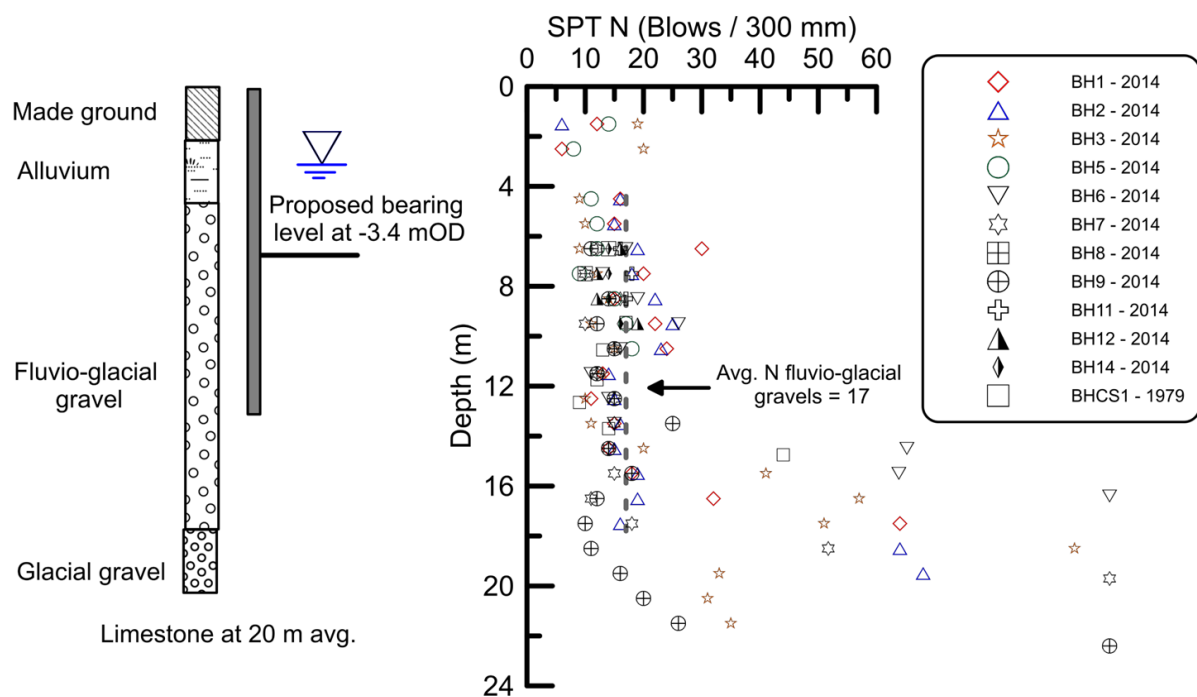 SPT N (Blows / 300 mm)
0 10 20 30 40 50 60
Made ground
Alluvium
Proposed bearing
level at -3.4 mOD
Fluvio-glacial
gravel
Glacial gravel
Limestone at 20 m avg.
Depth (m)
0
4
8
12
16
20
24
Avg. N fluvio-glacial
gravels = 17
BH1 - 2014
BH2 - 2014
BH3 - 2014
BH5 - 2014
BH6 - 2014
BH7 - 2014
BH8 - 2014
BH9 - 2014
BH11 - 2014
BH12 - 2014
BH14 - 2014
BHCS1 - 1979